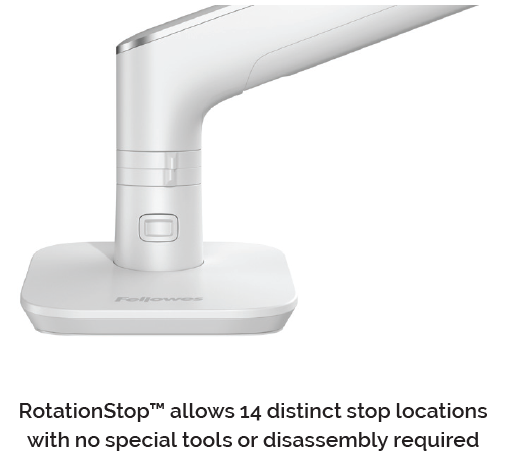 Fellowes
RotationStop™ allows 14 distinct stop locations
with no special tools or disassembly required